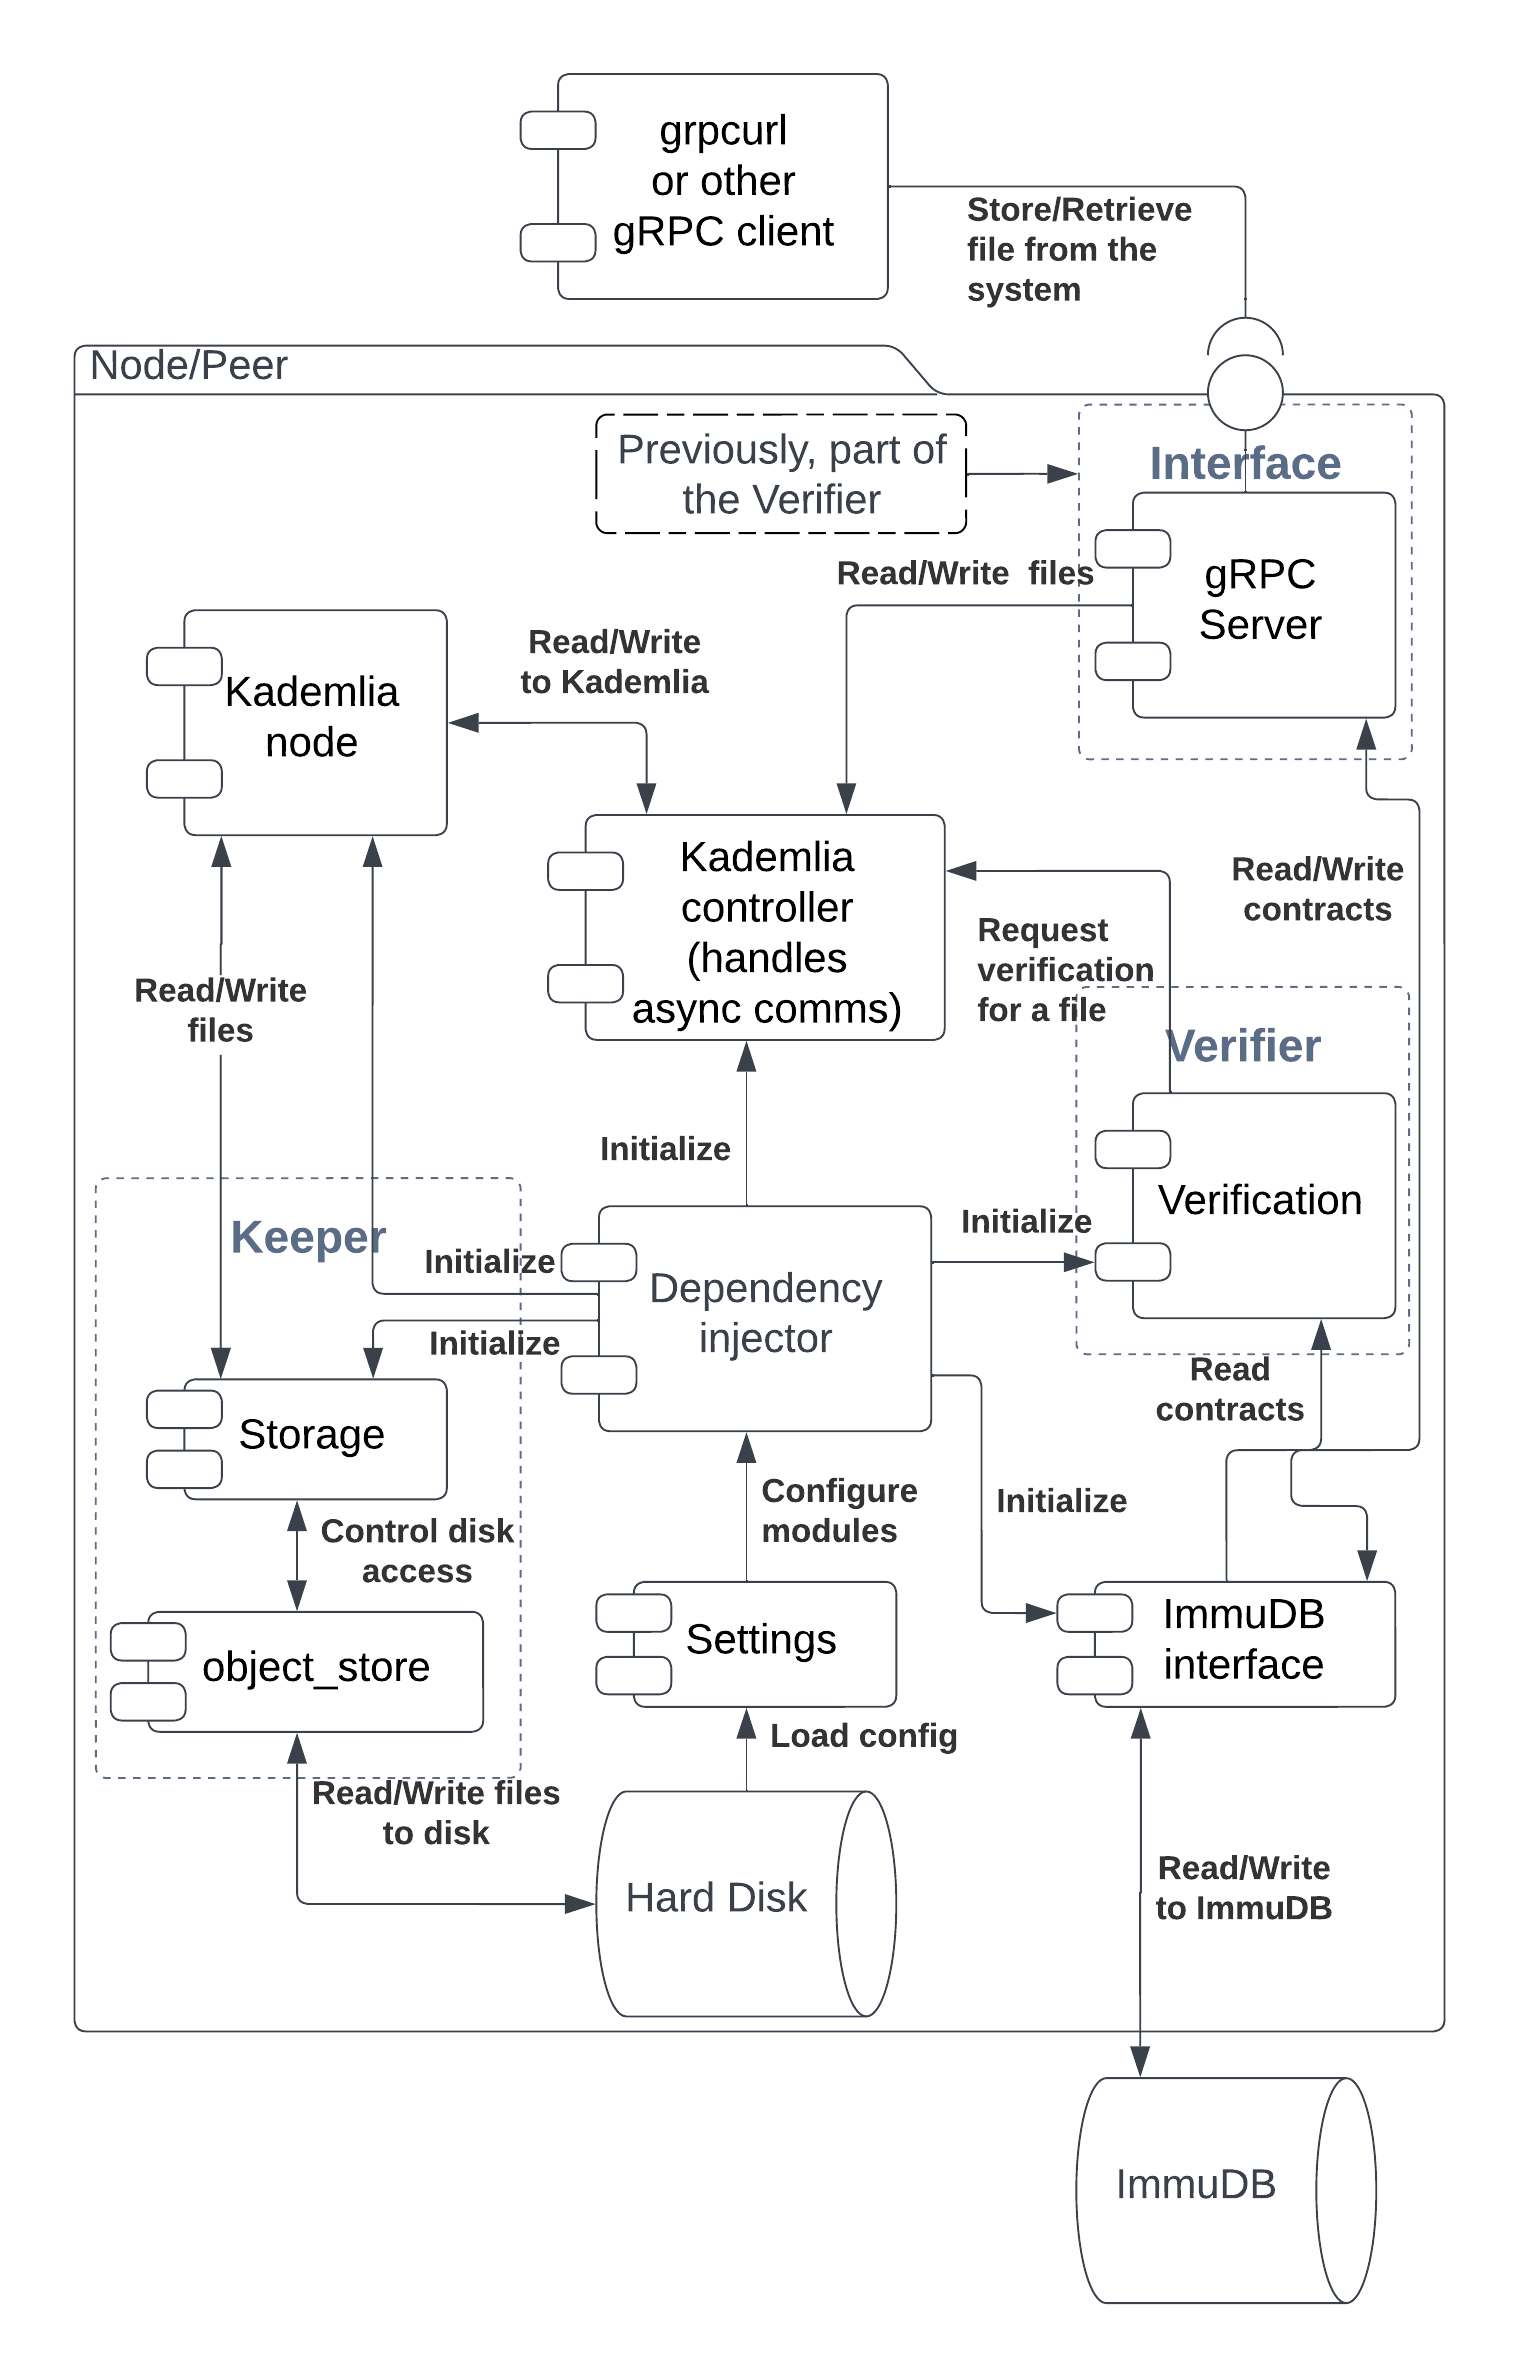 grpcurl
or other
gRPC client
Store/Retrieve
file from the
system
Node/Peer
Previously, part of
the Verifier
Interface
gRPC
Server
Read/Write  files
Kademlia
node
Read/Write
to Kademlia
Kademlia
controller
(handles
async comms)
Read/Write
contracts
Request
verification
for a file
Read/Write
files
Verifier
Verification
Initialize
Initialize
Keeper
Initialize
Initialize
Dependency
injector
Read
contracts
Storage
Control disk
access
Configure
modules
Initialize
object_store
Settings
ImmuDB
interface
Load config
Read/Write files
to disk
Hard Disk
Read/Write
to ImmuDB
ImmuDB